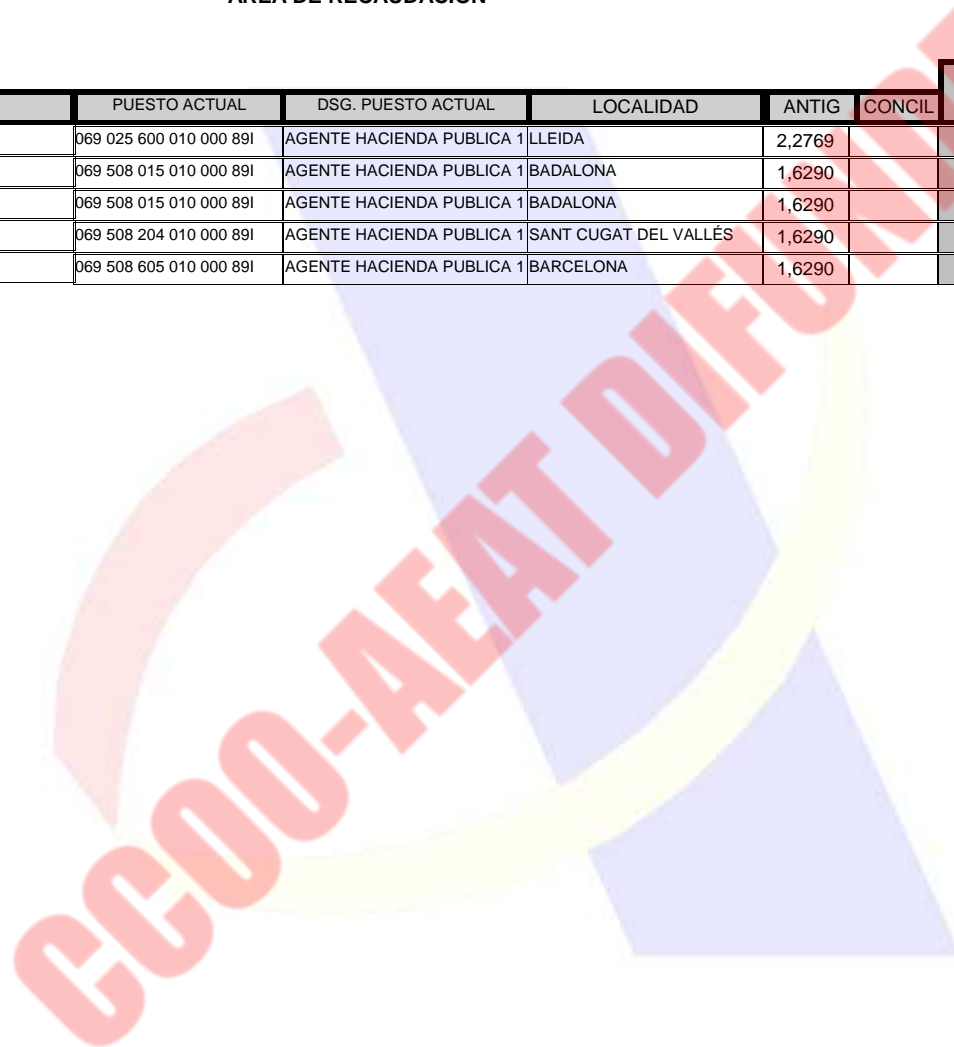 AREA DE RECAUDACIÓN
PUESTO ACTUAL DSG. PUESTO ACTUAL LOCALIDAD ANTIG CONCIL
069 025 600 010 000 89I AGENTE HACIENDA PUBLICA 1 LLEIDA 2,2769
069 508 015 010 000 89I AGENTE HACIENDA PUBLICA 1 BADALONA 1,6290
069 508 015 010 000 89I AGENTE HACIENDA PUBLICA 1 BADALONA 1,6290
069 508 204 010 000 89I AGENTE HACIENDA PUBLICA 1 SANT CUGAT DEL VALLÉS 1,6290
069 508 605 010 000 89I AGENTE HACIENDA PUBLICA 1 BARCELONA 1,6290
CCOO-AEAT